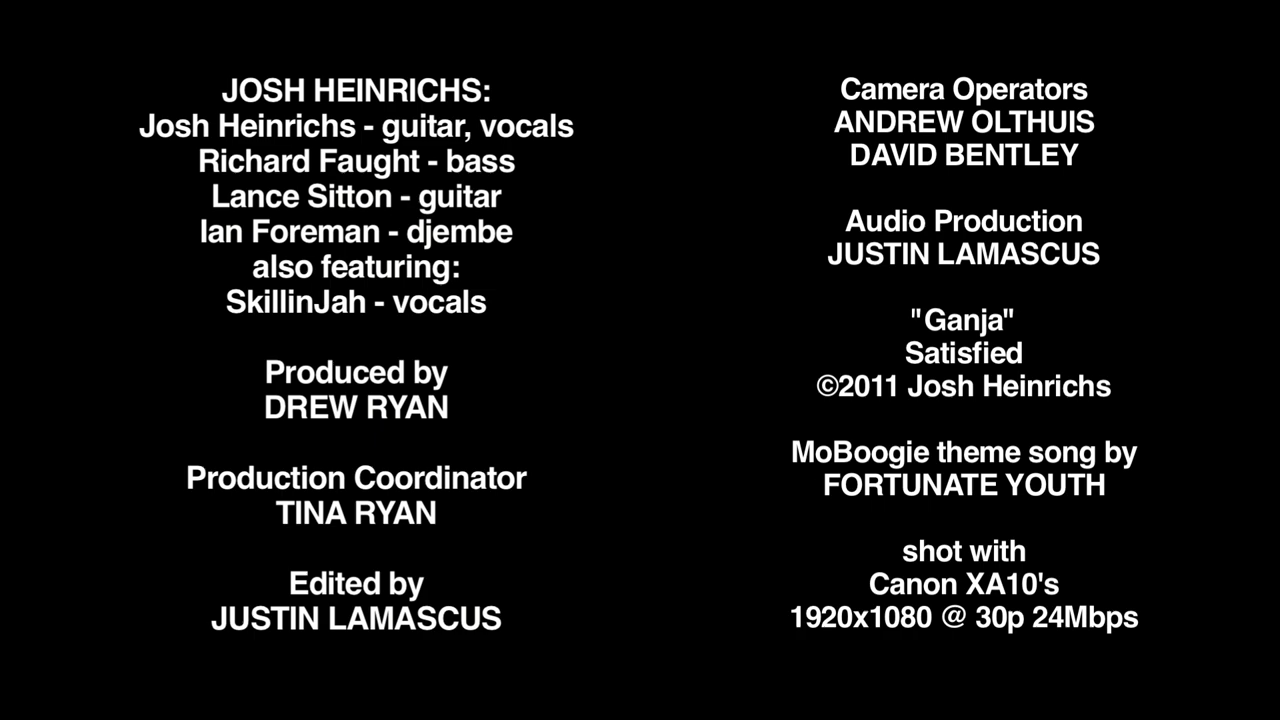 JOSH HEINRICHS:
Josh Heinrichs - guitar, vocals
Richard Faught - bass
Lance Sitton - guitar
Ian Foreman - djembe
also featuring:
SkillinJah - vocals
Produced by
DREW RYAN
Production Coordinator
TINA RYAN
Edited by
JUSTIN LAMASCUS
Camera Operators
ANDREW OLTHUIS
DAVID BENTLEY
Audio Production
JUSTIN LAMASCUS
"Ganja"
Satisfied
©2011 Josh Heinrichs
MoBoogie theme song by
FORTUNATE YOUTH
shot with
Canon XA10's
1920x1080 @ 30p 24Mbps